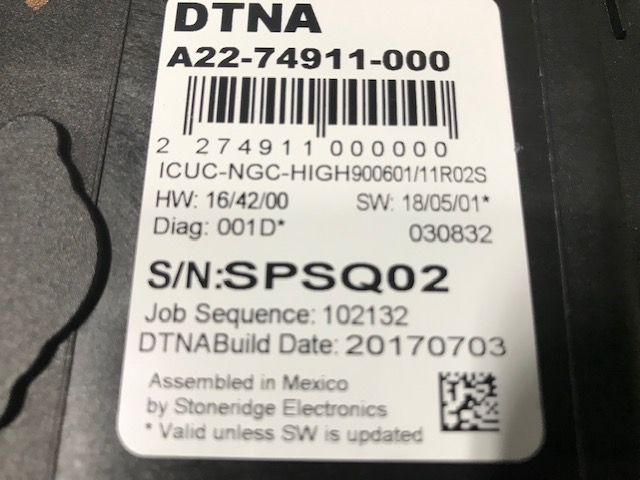 DTNA
A22-74911-000
2 274911 000000
ICUC-NGC-HIGH900601/11R02S
HW: 16/42/00 SW: 18/05/01*
Diag: 001D* 030832
S/N:SPSQ02
Job Sequence: 102132
DTNABuild Date: 20170703
Assembled in Mexico
by Stoneridge Electronics
* Valid unless SW is updated